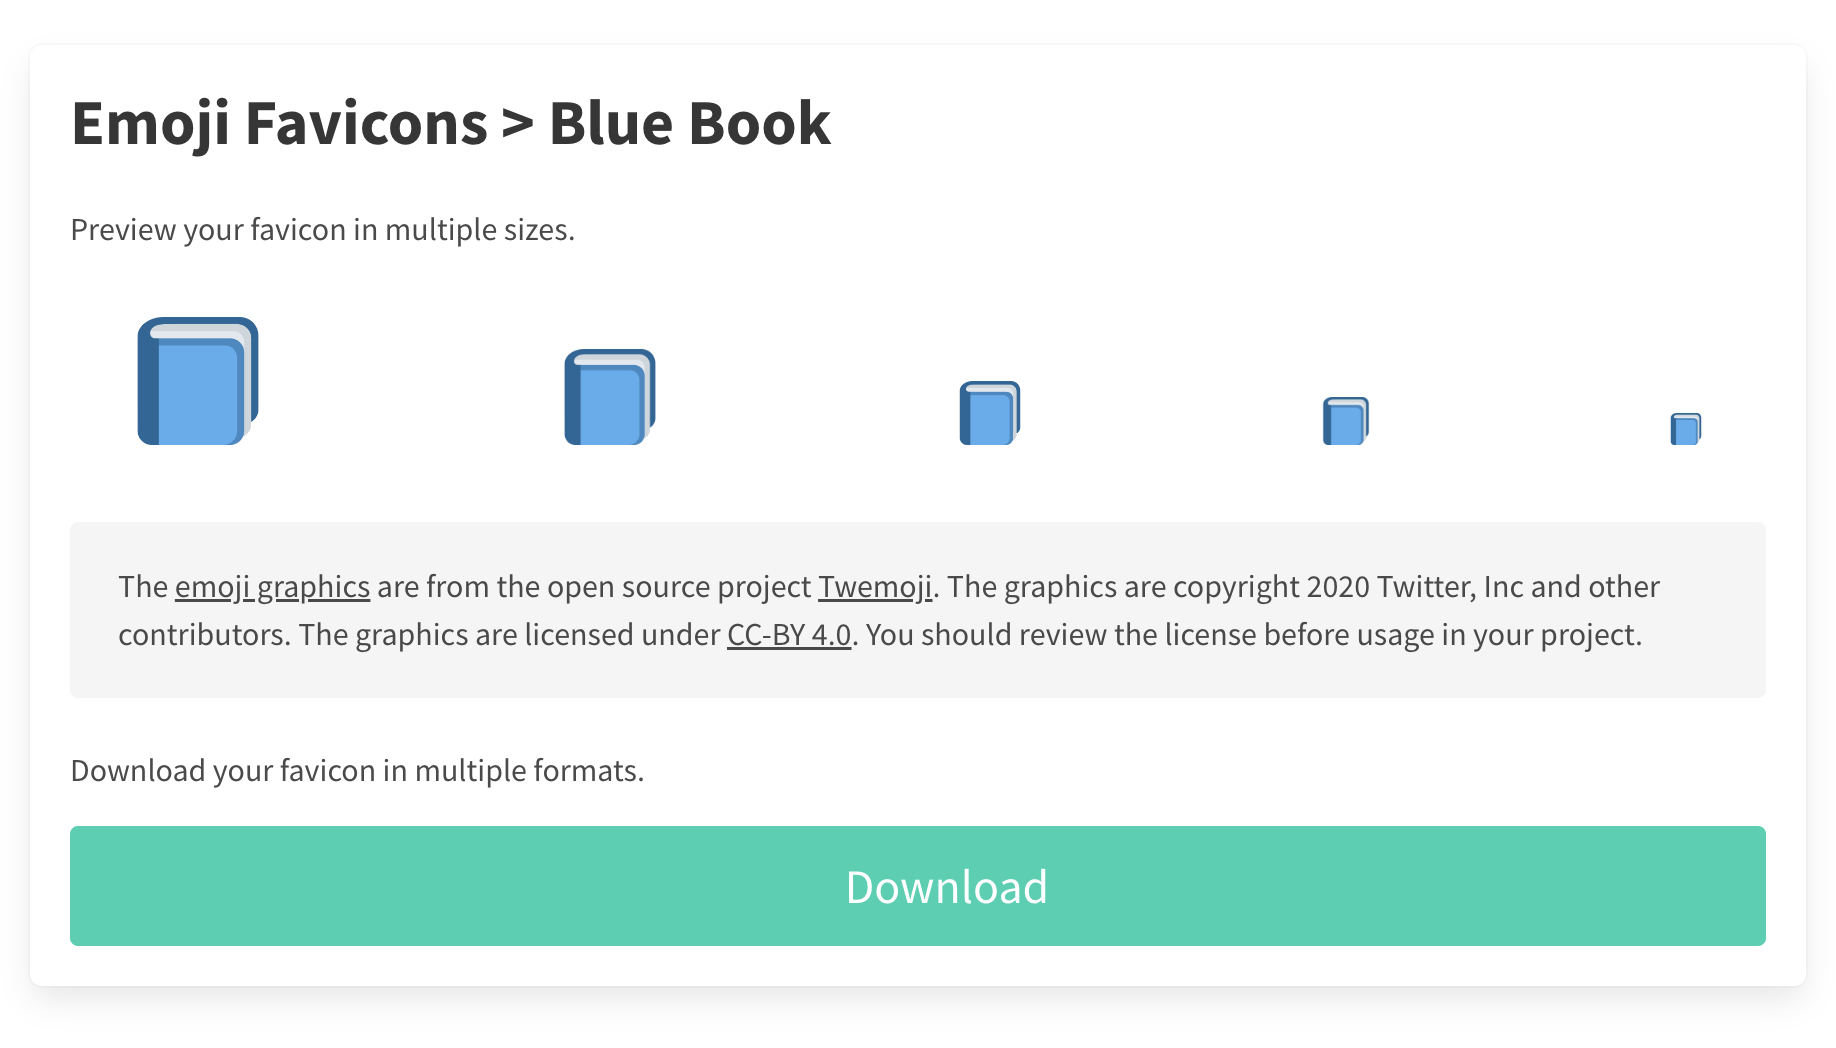 Emoji Favicons > Blue Book
Preview your favicon in multiple sizes.
The emoji graphics are from the open source project Twemoji. The graphics are copyright 2020 Twitter, Inc and other
contributors. The graphics are licensed under CC-BY 4.0. You should review the license before usage in your project.
Download your favicon in multiple formats.
Download